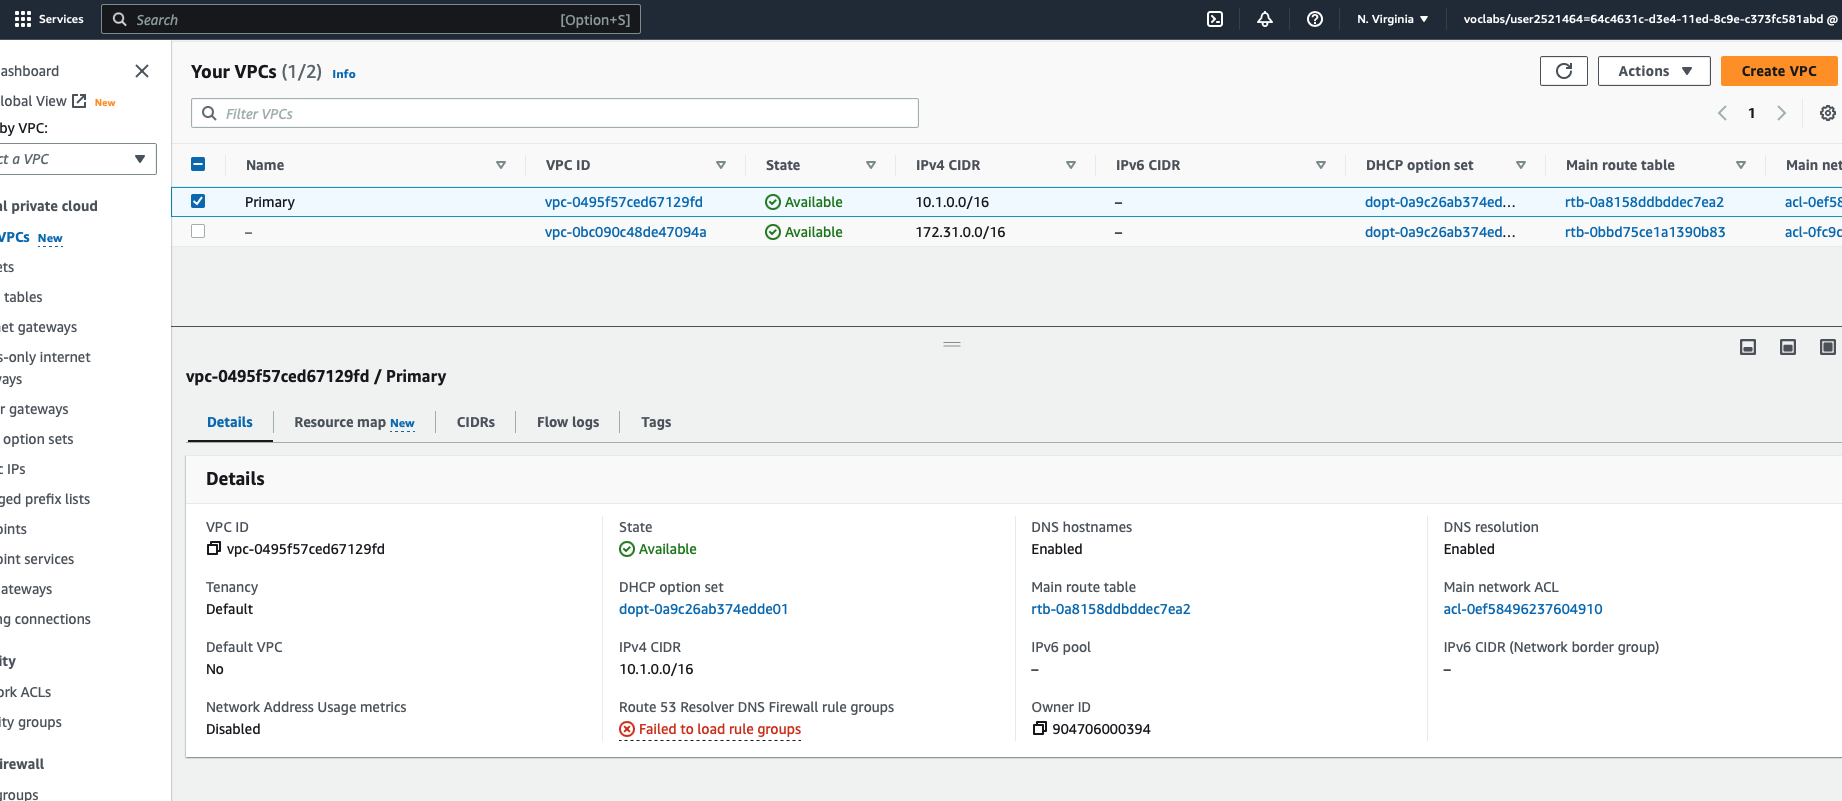 Services
Search [Option+S]
N. Virginia
voclabs/user2521464=64c4631c-d3e4-11ed-8c9e-c373fc581abd @
ashboard
lobal View New
by VPC:
ct a VPC
al private cloud
VPCs New
ets
tables
net gateways
s-only internet
ays
r gateways
option sets
c IPs
ged prefix lists
oints
oint services
ateways
ng connections
ity
ork ACLs
ity groups
irewall
groups
Your VPCs (1/2) Info
Actions
Create VPC
Filter VPCs
1
Name VPC ID State IPv4 CIDR IPv6 CIDR DHCP option set Main route table Main net
Primary vpc-0495f57ced67129fd Available 10.1.0.0/16 – dopt-0a9c26ab374ed... rtb-0a8158ddbddec7ea2 acl-0ef58
– vpc-0bc090c48de47094a Available 172.31.0.0/16 – dopt-0a9c26ab374ed... rtb-0bbd75ce1a1390b83 acl-0fc9c
vpc-0495f57ced67129fd / Primary
Details Resource map New CIDRs Flow logs Tags
Details
VPC ID State DNS hostnames DNS resolution
vpc-0495f57ced67129fd Available Enabled Enabled
Tenancy DHCP option set Main route table Main network ACL
Default dopt-0a9c26ab374edde01 rtb-0a8158ddbddec7ea2 acl-0ef58496237604910
Default VPC IPv4 CIDR IPv6 pool IPv6 CIDR (Network border group)
No 10.1.0.0/16 – –
Network Address Usage metrics Route 53 Resolver DNS Firewall rule groups Owner ID
Disabled Failed to load rule groups 904706000394